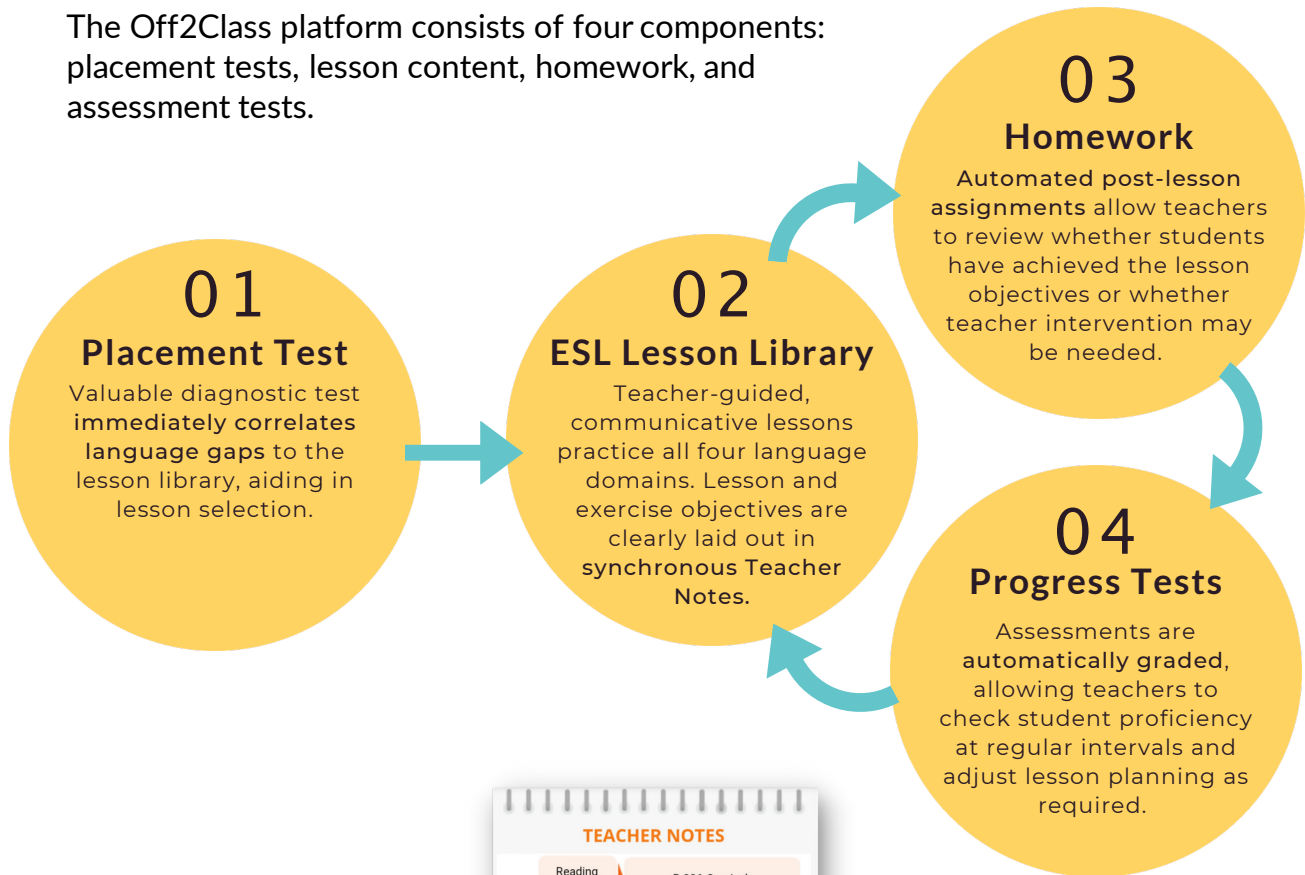 The Off2Class platform consists of four components:
placement tests, lesson content, homework, and
assessment tests.
01
Placement Test
Valuable diagnostic test
immediately correlates
language gaps to the
lesson library, aiding in
lesson selection.
02
ESL Lesson Library
Teacher-guided,
communicative lessons
practice all four language
domains. Lesson and
exercise objectives are
clearly laid out in
synchronous Teacher
Notes.
03
Homework
Automated post-lesson
assignments allow teachers
to review whether students
have achieved the lesson
objectives or whether
teacher intervention may
be needed.
04
Progress Tests
Assessments are
automatically graded,
allowing teachers to
check student proficiency
at regular intervals and
adjust lesson planning as
required.
TEACHER NOTES
Reading